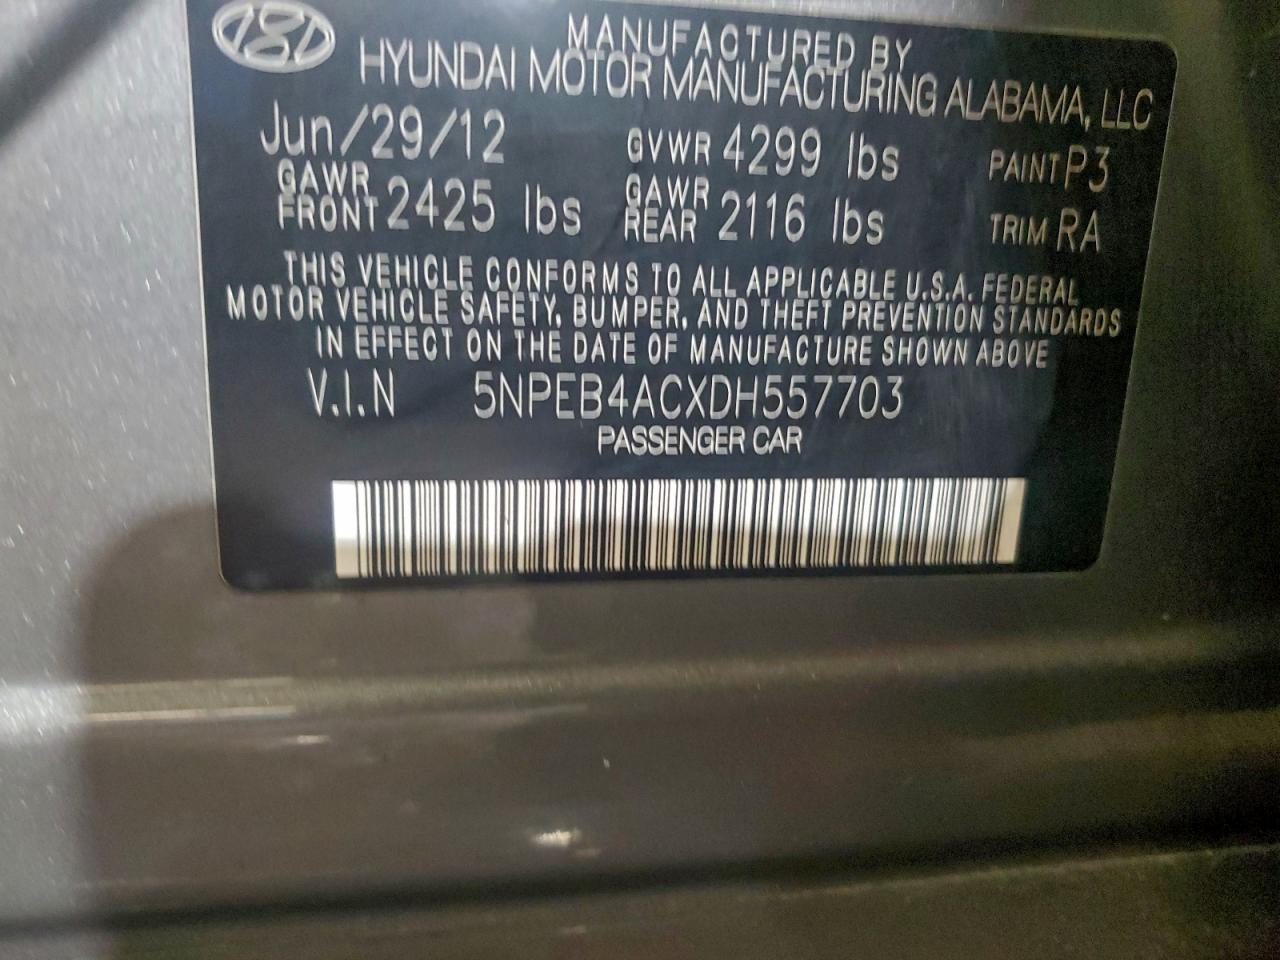 MANUFACTURED BY
HYUNDAI MOTOR MANUFACTURING ALABAMA, LLC
Jun/29/12 GVWR 4299 lbs PAINT P3
GAWR FRONT 2425 lbs GAWR REAR 2116 lbs TRIM RA
THIS VEHICLE CONFORMS TO ALL APPLICABLE U.S.A. FEDERAL
MOTOR VEHICLE SAFETY, BUMPER, AND THEFT PREVENTION STANDARDS
IN EFFECT ON THE DATE OF MANUFACTURE SHOWN ABOVE
V.I.N 5NPEB4ACXDH557703
PASSENGER CAR